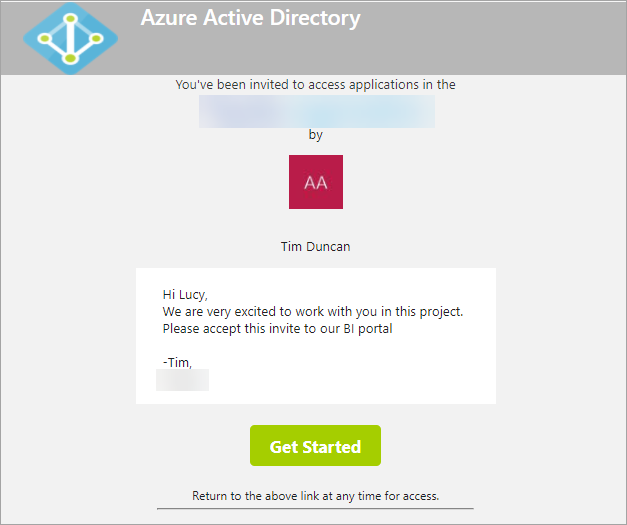 Azure Active Directory
You've been invited to access applications in the
by
AA
Tim Duncan
Hi Lucy,
We are very excited to work with you in this project.
Please accept this invite to our BI portal
-Tim,
Get Started
Return to the above link at any time for access.